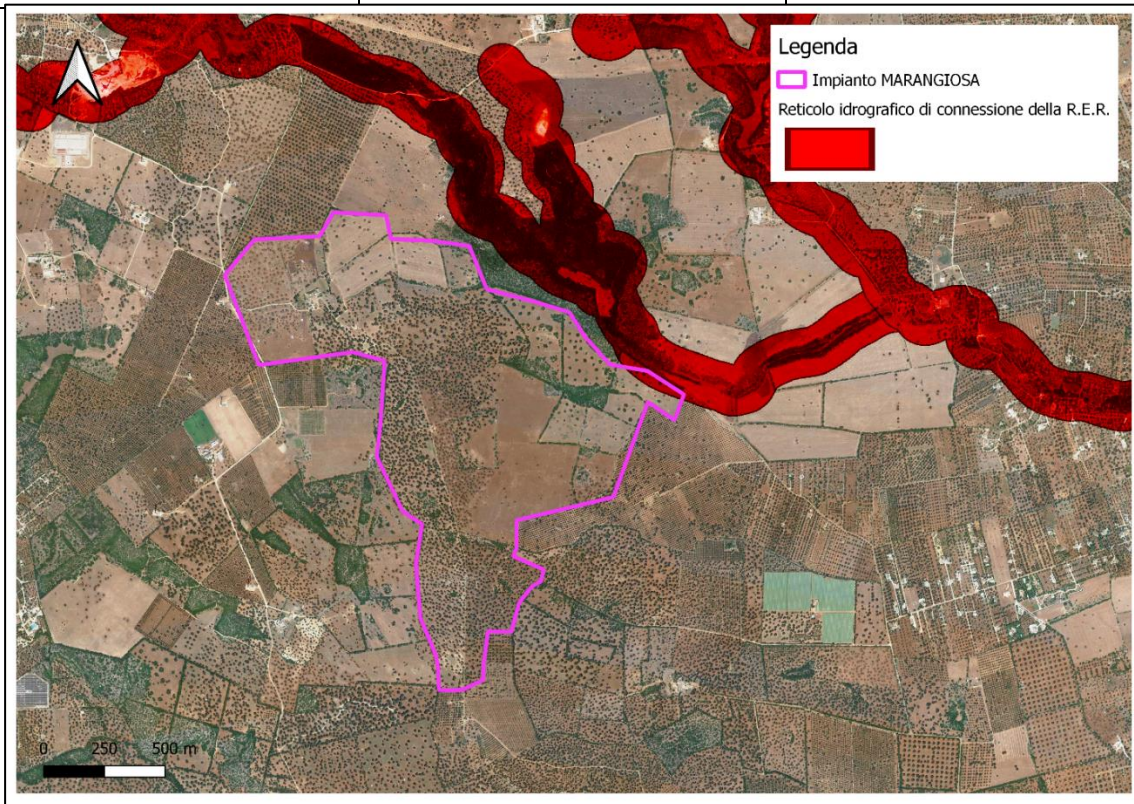 Legenda
Impianto MARANGIOSA
Reticolo idrografico di connessione della R.E.R.
0 250 500 m